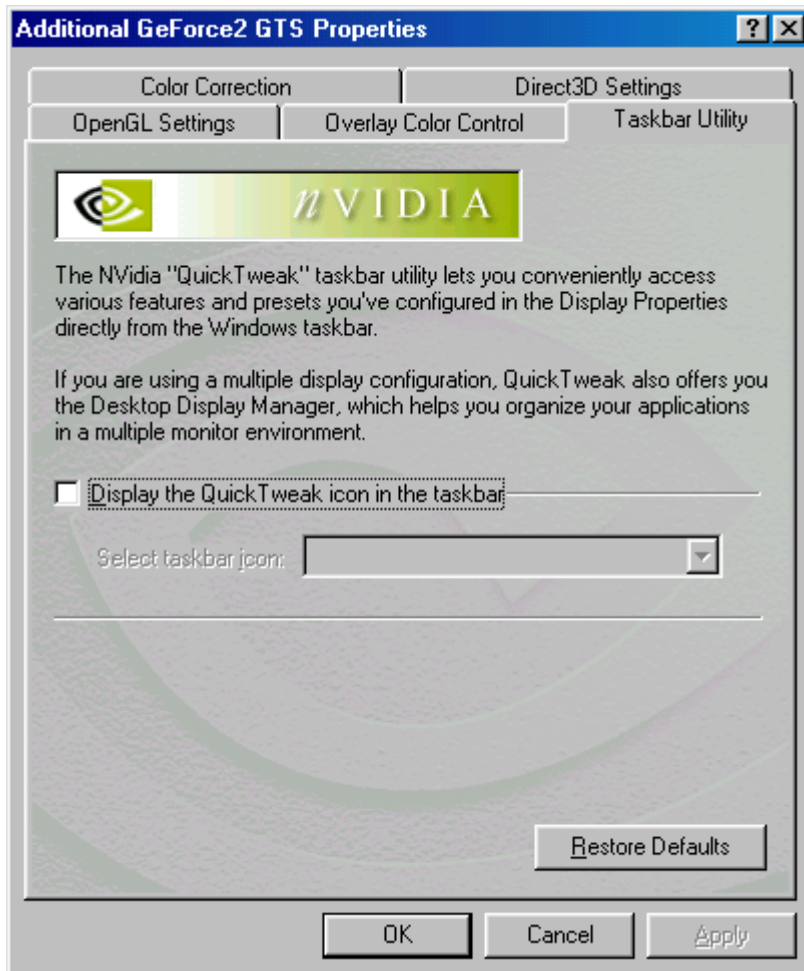 Additional GeForce2 GTS Properties
Color Correction
Direct3D Settings
OpenGL Settings
Overlay Color Control
Taskbar Utility
nVIDIA
The NVidia "QuickTweak" taskbar utility lets you conveniently access
various features and presets you've configured in the Display Properties
directly from the Windows taskbar.
If you are using a multiple display configuration, QuickTweak also offers you
the Desktop Display Manager, which helps you organize your applications
in a multiple monitor environment.
Display the QuickTweak icon in the taskbar
Select taskbar icon:
Restore Defaults
OK
Cancel
Apply